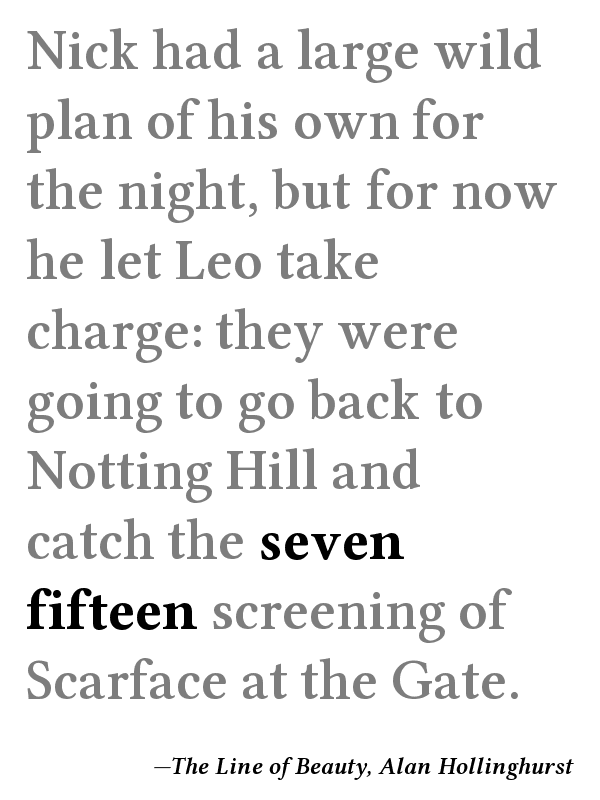 Nick had a large wild
plan of his own for
the night, but for now
he let Leo take
charge: they were
going to go back to
Notting Hill and
catch the seven
fifteen screening of
Scarface at the Gate.
—The Line of Beauty, Alan Hollinghurst